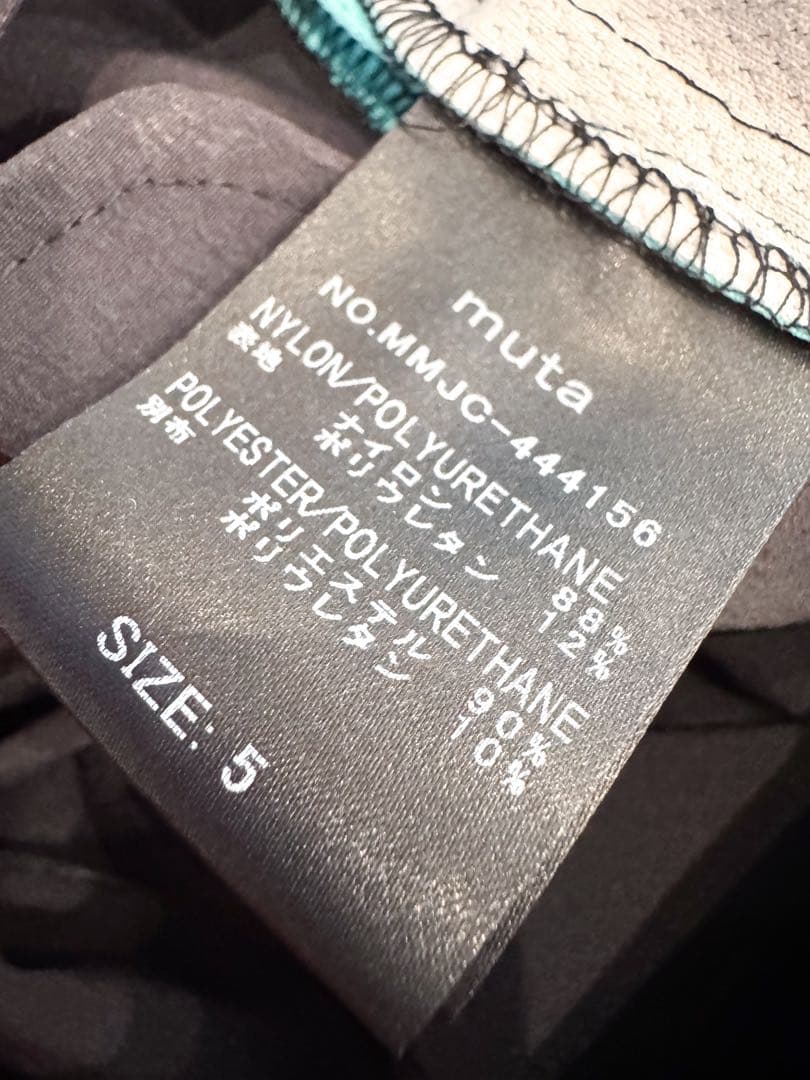 muta
NO.MMJC-444156
NYLON/POLYURETHANE
表地 ナイロン 88%
ポリウレタン 12%
POLYESTER/POLYURETHANE
別布 ポリエステル 90%
ポリウレタン 10%
SIZE: 5